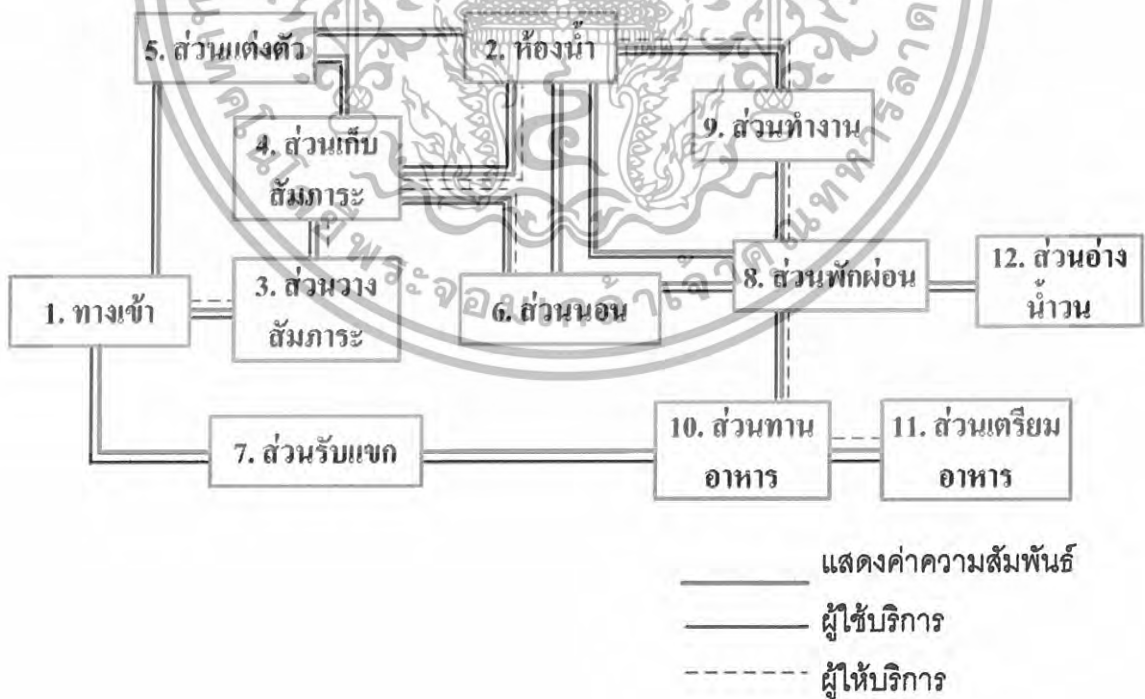 5. ส่วนแต่งตัว
2. ห้องน้ำ
9. ส่วนทำงาน
4. ส่วนเก็บ
สัมภาระ
3. ส่วนวาง
สัมภาระ
1. ทางเข้า
6. ส่วนนอน
8. ส่วนพักผ่อน
12. ส่วนอ่าง
น้ำวน
7. ส่วนรับแขก
10. ส่วนทาน
อาหาร
11. ส่วนเตรียม
อาหาร
แสดงค่าความสัมพันธ์
ผู้ใช้บริการ
ผู้ให้บริการ